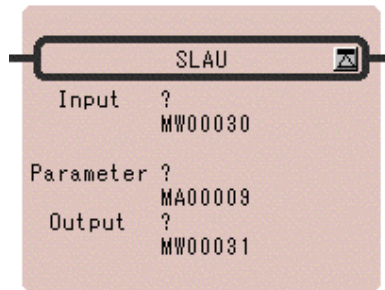 SLAU
Input ?
MW00030
Parameter ?
MA00009
Output ?
MW00031